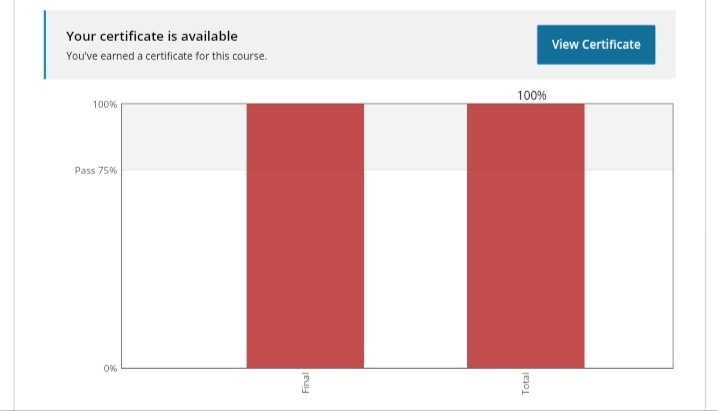 Your certificate is available
You've earned a certificate for this course.
View Certificate
100%
100%
Pass 75%
0%
Final
Total